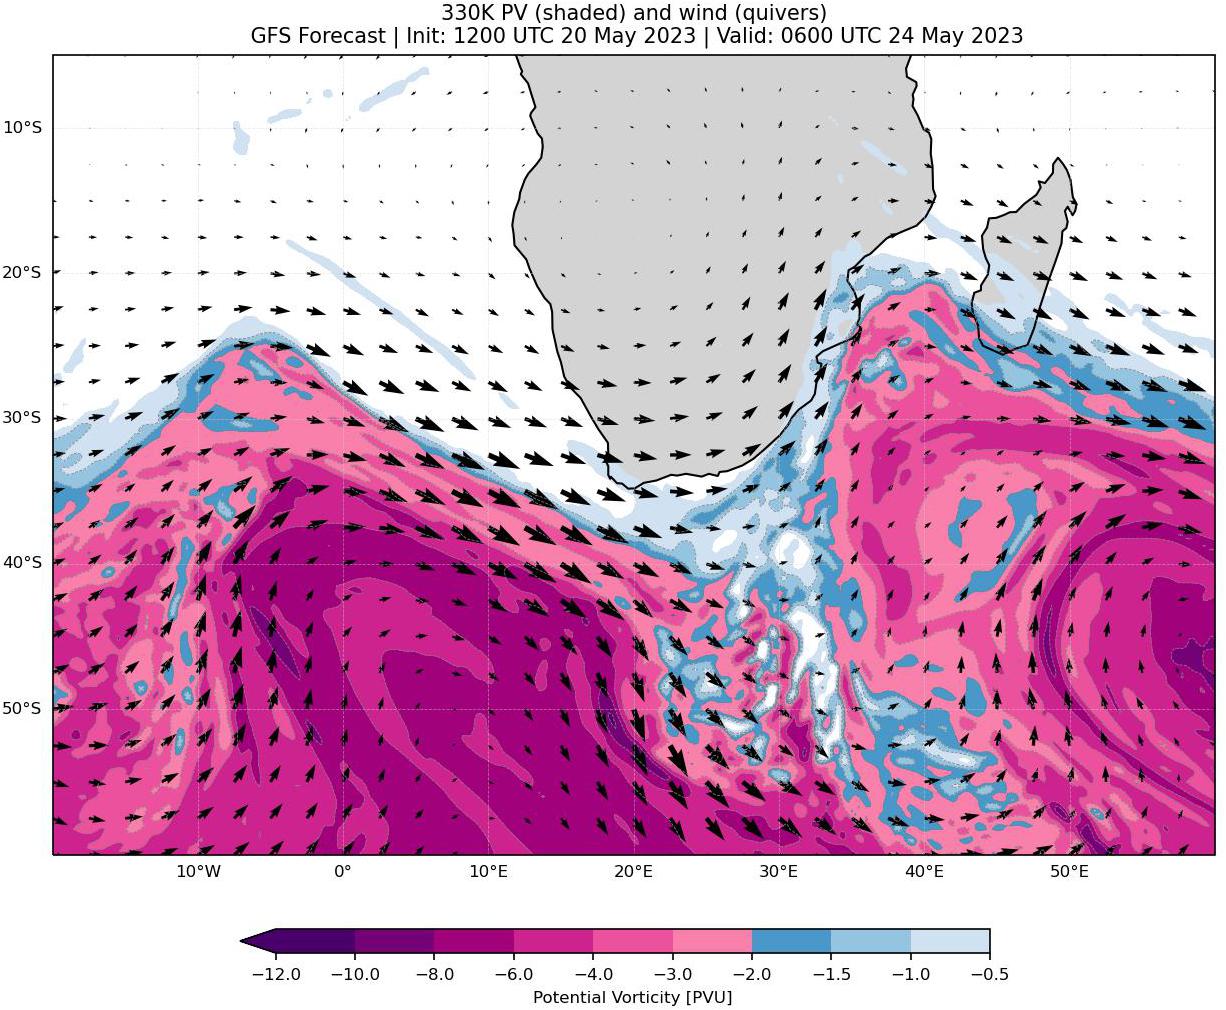 330K PV (shaded) and wind (quivers)
GFS Forecast | Init: 1200 UTC 20 May 2023 | Valid: 0600 UTC 24 May 2023
10°S
20°S
30°S
40°S
50°S
10°W 0° 10°E 20°E 30°E 40°E 50°E
−12.0 −10.0 −8.0 −6.0 −4.0 −3.0 −2.0 −1.5 −1.0 −0.5
Potential Vorticity [PVU]